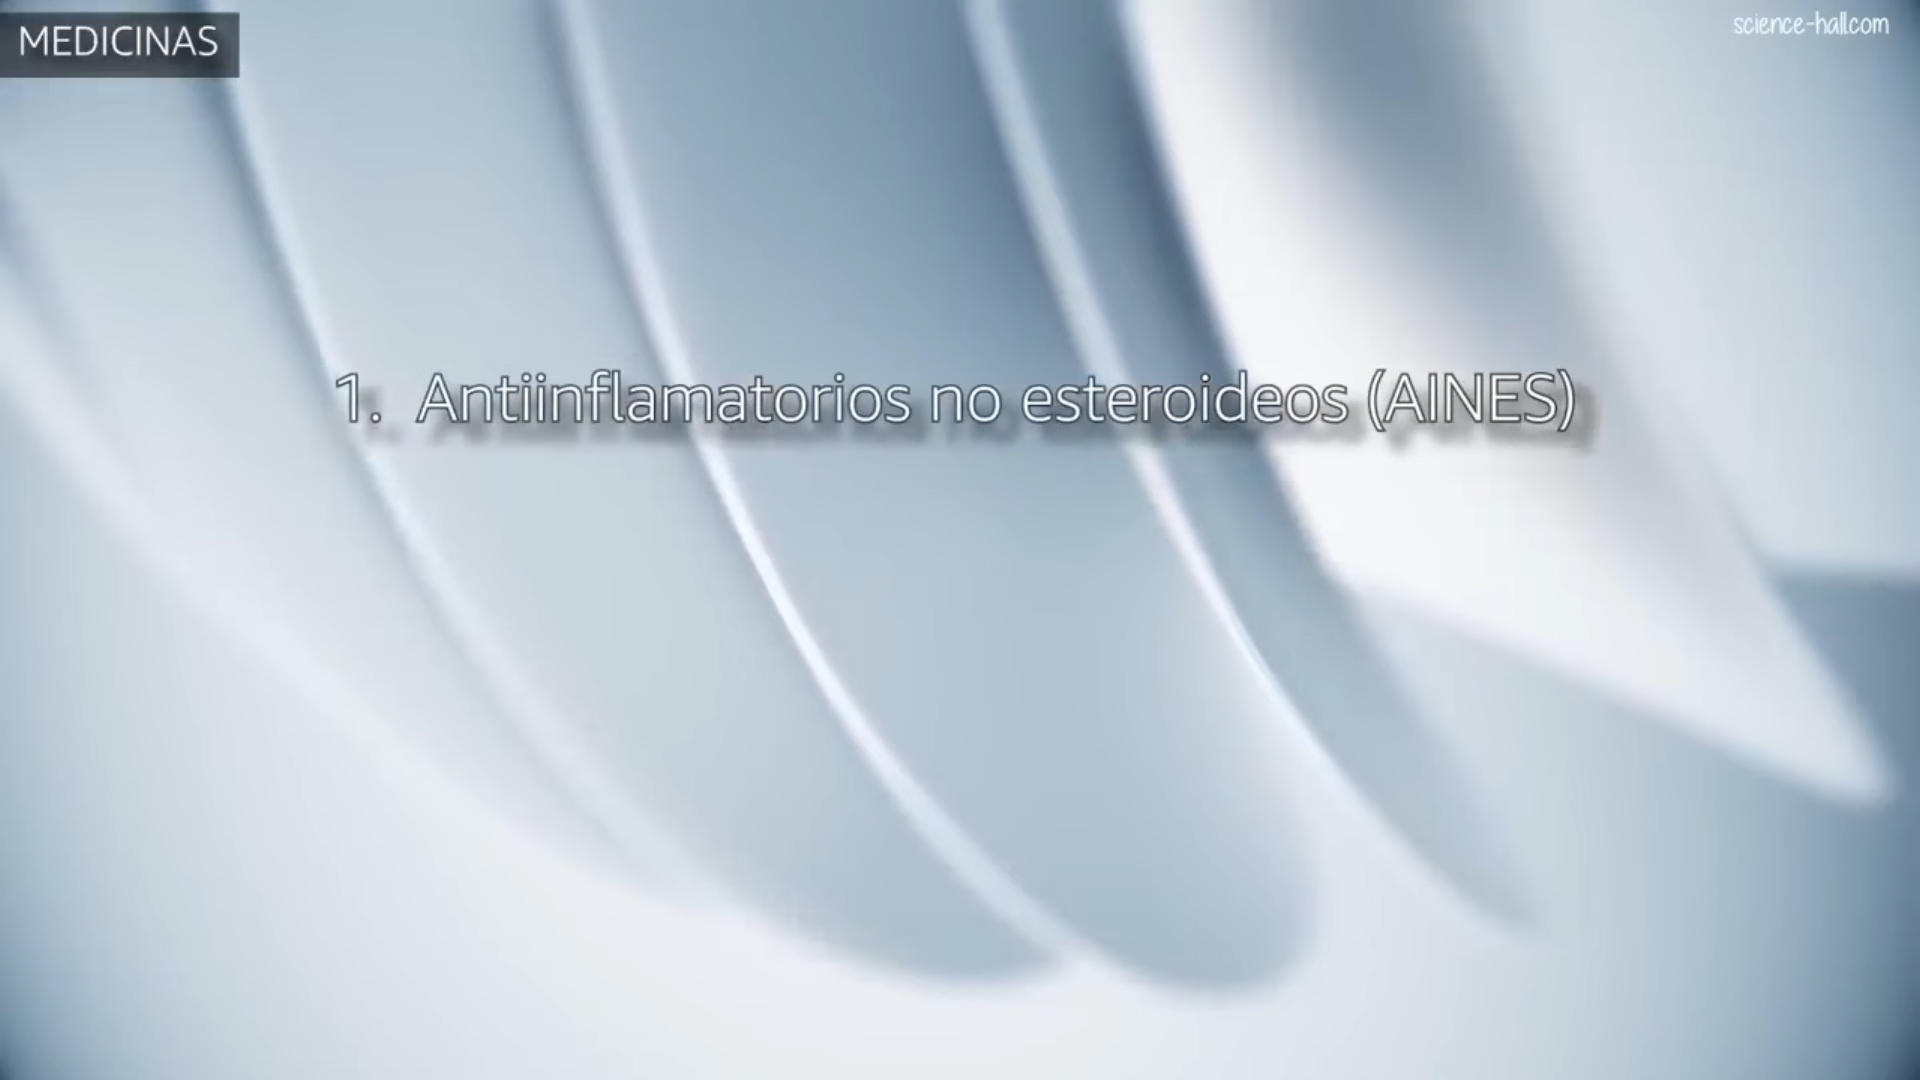 MEDICINAS
science-hall.com
1. Antiinflamatorios no esteroideos (AINES)